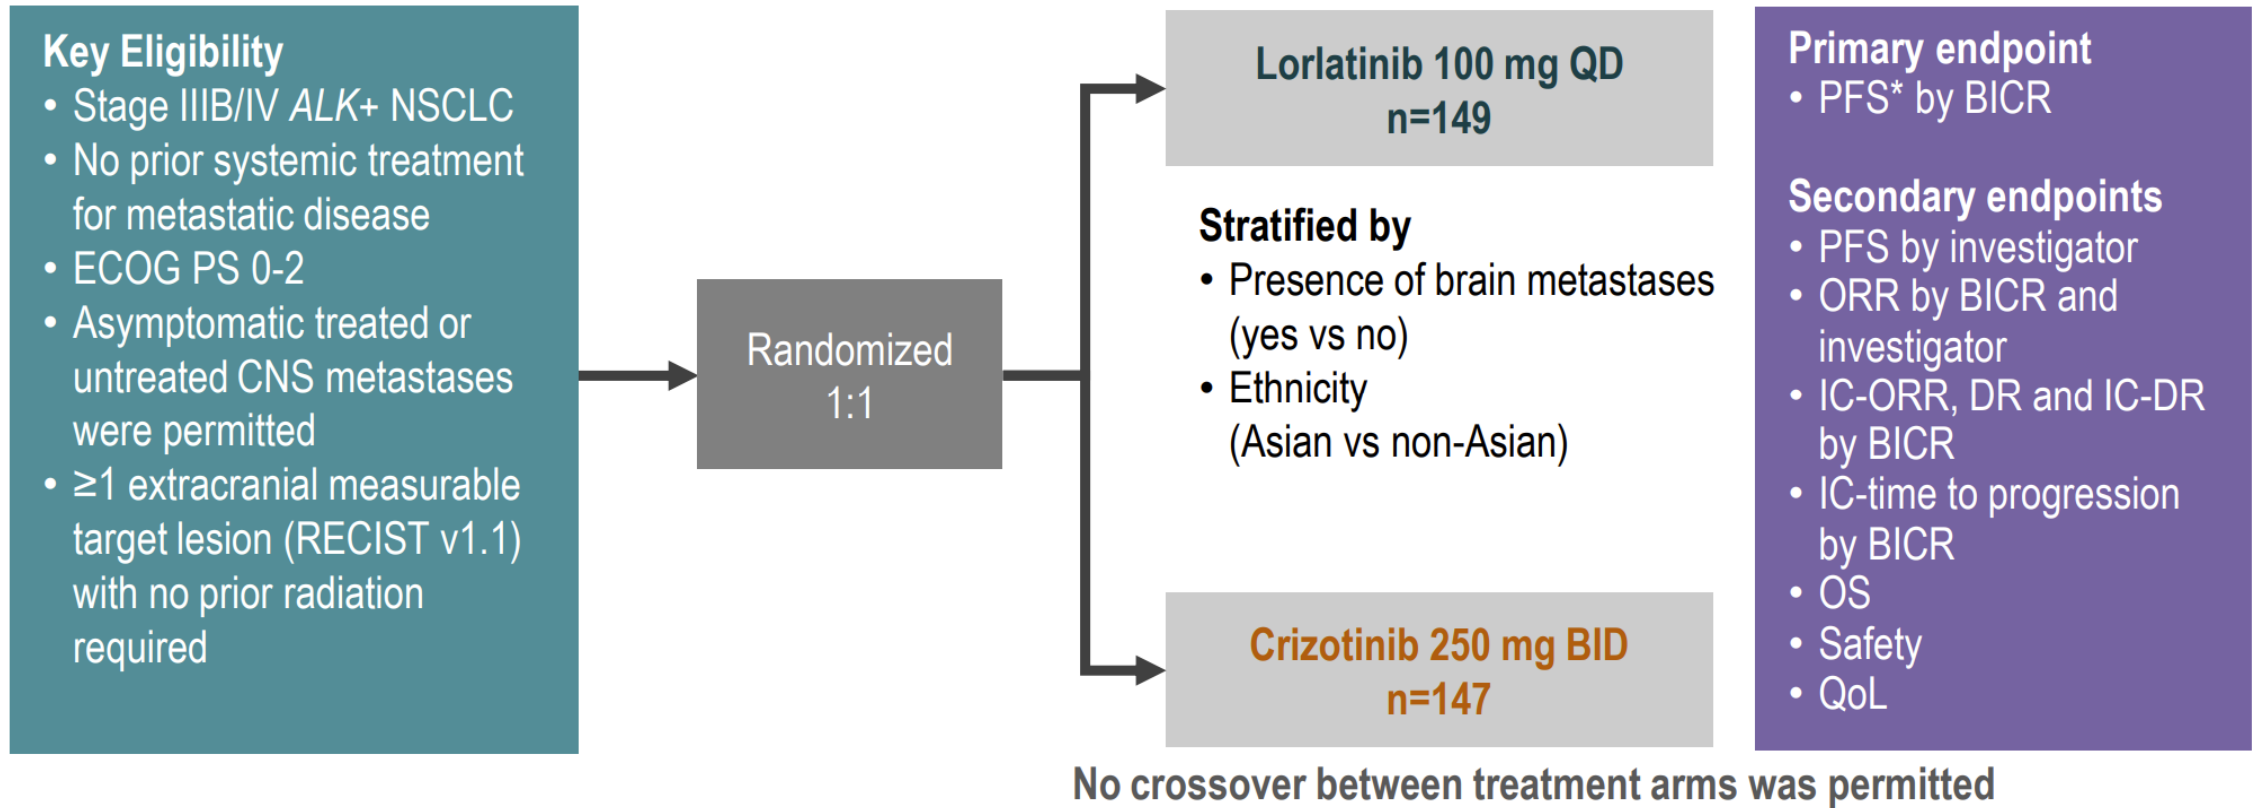 Key Eligibility
• Stage IIIB/IV ALK+ NSCLC
• No prior systemic treatment
for metastatic disease
• ECOG PS 0-2
• Asymptomatic treated or
untreated CNS metastases
were permitted
• ≥1 extracranial measurable
target lesion (RECIST v1.1)
with no prior radiation
required
Randomized
1:1
Lorlatinib 100 mg QD
n=149
Stratified by
• Presence of brain metastases
(yes vs no)
• Ethnicity
(Asian vs non-Asian)
Crizotinib 250 mg BID
n=147
No crossover between treatment arms was permitted
Primary endpoint
• PFS* by BICR
Secondary endpoints
• PFS by investigator
• ORR by BICR and
investigator
• IC-ORR, DR and IC-DR
by BICR
• IC-time to progression
by BICR
• OS
• Safety
• QoL